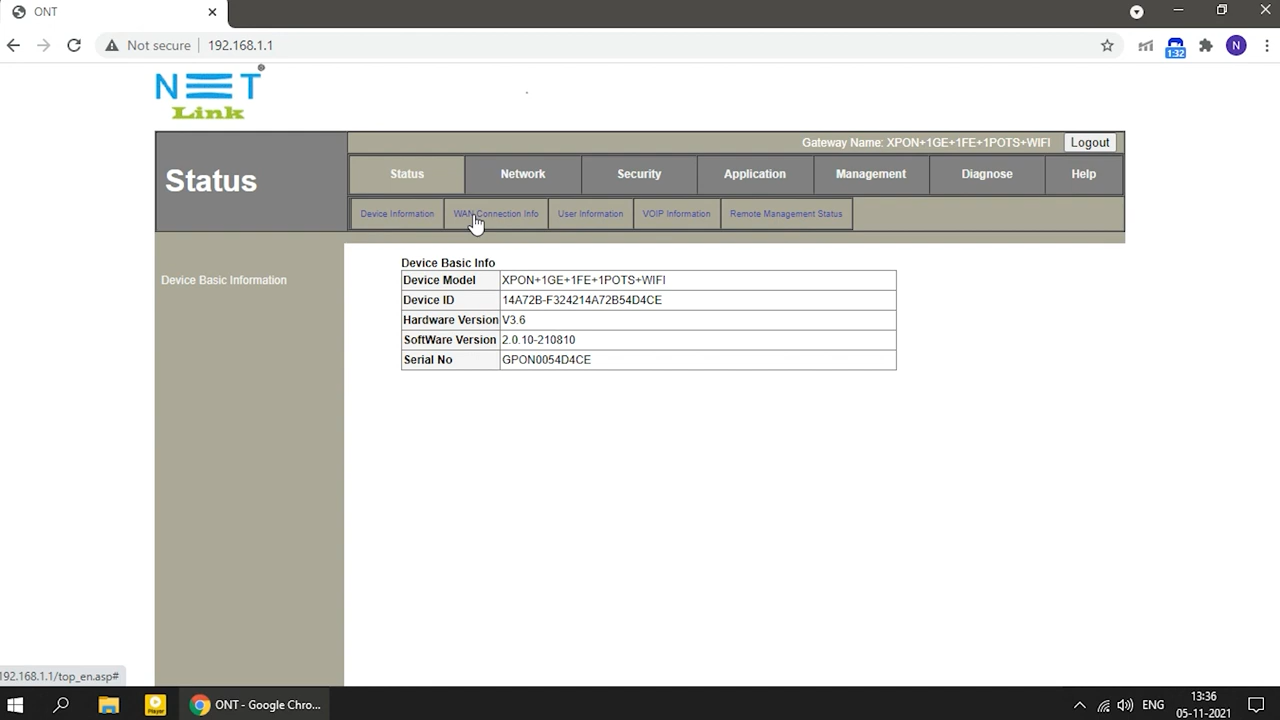 ONT
Not secure 192.168.1.1
1:32
N
NET
Link
Gateway Name: XPON+1GE+1FE+1POTS+WIFI Logout
Status
Status Network Security Application Management Diagnose Help
Device Information WAN Connection Info User Information VOIP Information Remote Management Status
Device Basic Information
Device Basic Info
Device Model XPON+1GE+1FE+1POTS+WIFI
Device ID 14A72B-F324214A72B54D4CE
Hardware Version V3.6
SoftWare Version 2.0.10-210810
Serial No GPON0054D4CE
192.168.1.1/top_en.asp#
Player
ONT - Google Chro...
ENG
13:36
05-11-2021